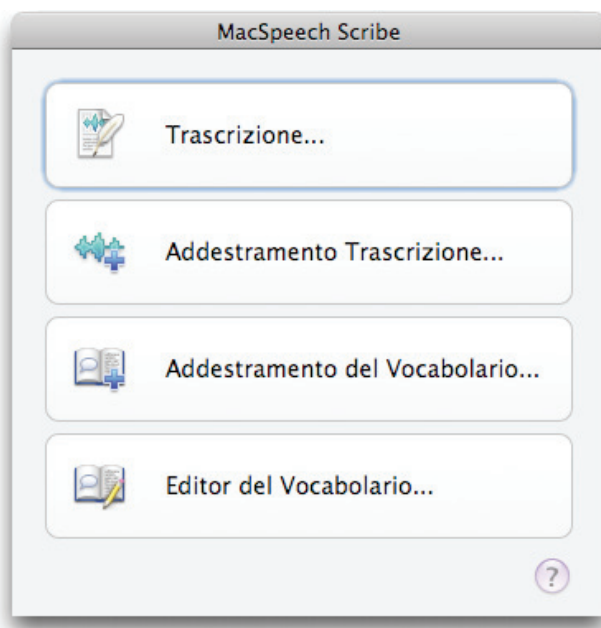 MacSpeech Scribe
Trascrizione...
Addestramento Trascrizione...
Addestramento del Vocabolario...
Editor del Vocabolario...
?